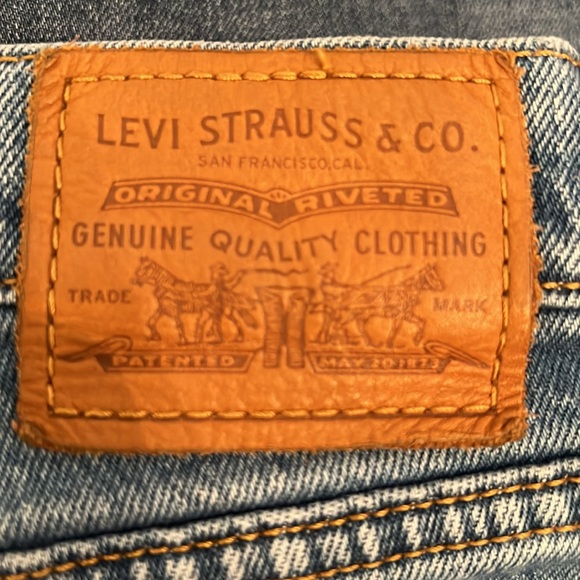 LEVI STRAUSS & CO.
SAN FRANCISCO, CAL.
ORIGINAL RIVETED
GENUINE QUALITY CLOTHING
TRADE MARK
PATENTED MAY 20 1873